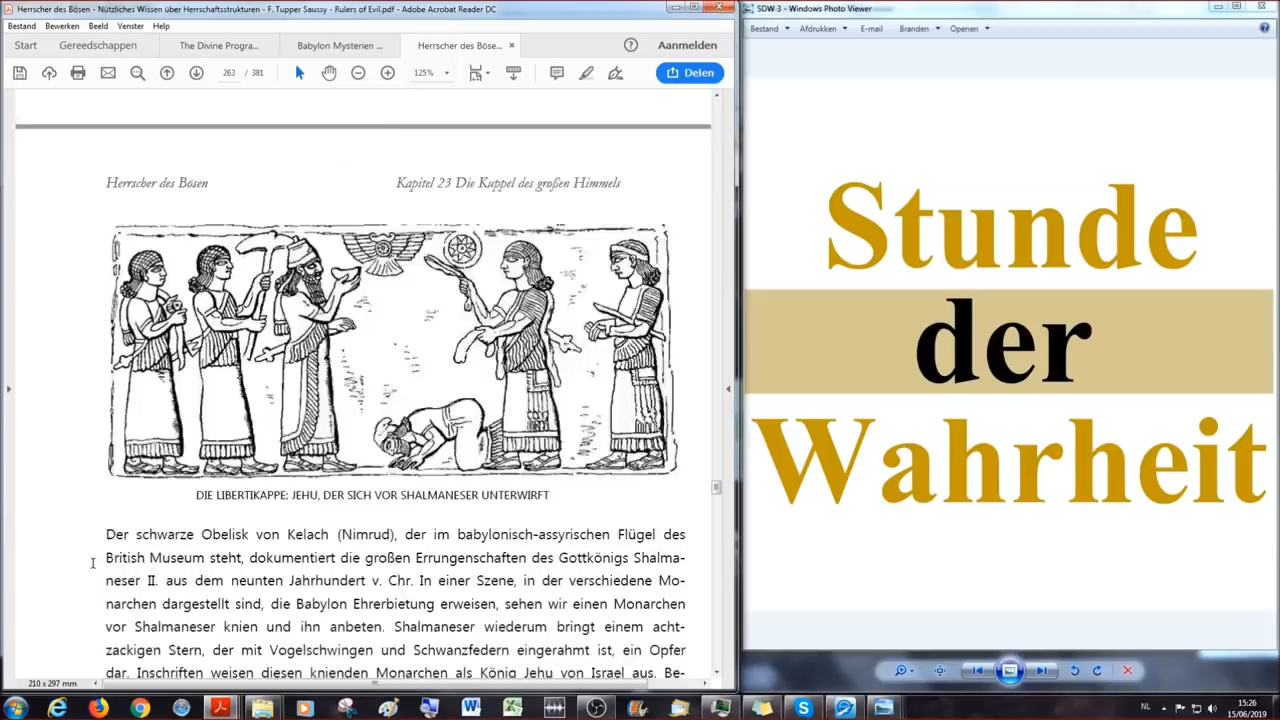 Herrscher des Bösen - Nützliches Wissen über Herrschaftsstrukturen - F. Tupper Saussy - Rulers of Evil.pdf - Adobe Acrobat Reader DC
Bestand Bewerken Beeld Venster Help
Start Gereedschappen The Divine Progra... Babylon Mysterien ... Herrscher des Böse... × Aanmelden
263 / 381 125% Delen
Herrscher des Bösen Kapitel 23 Die Kuppel des großen Himmels
DIE LIBERTIKAPPE: JEHU, DER SICH VOR SHALMANESER UNTERWIRFT
Der schwarze Obelisk von Kelach (Nimrud), der im babylonisch-assyrischen Flügel des
British Museum steht, dokumentiert die großen Errungenschaften des Gottkönigs Shalma-
neser II. aus dem neunten Jahrhundert v. Chr. In einer Szene, in der verschiedene Mo-
narchen dargestellt sind, die Babylon Ehrerbietung erweisen, sehen wir einen Monarchen
vor Shalmaneser knien und ihn anbeten. Shalmaneser wiederum bringt einem acht-
zackigen Stern, der mit Vogelschwingen und Schwanzfedern eingerahmt ist, ein Opfer
dar. Inschriften weisen diesen knienden Monarchen als König Jehu von Israel aus. Be-
210 x 297 mm
SDW 3 - Windows Photo Viewer
Bestand Afdrukken E-mail Branden Openen
Stunde
der
Wahrheit
NL 15:26
15/06/2019